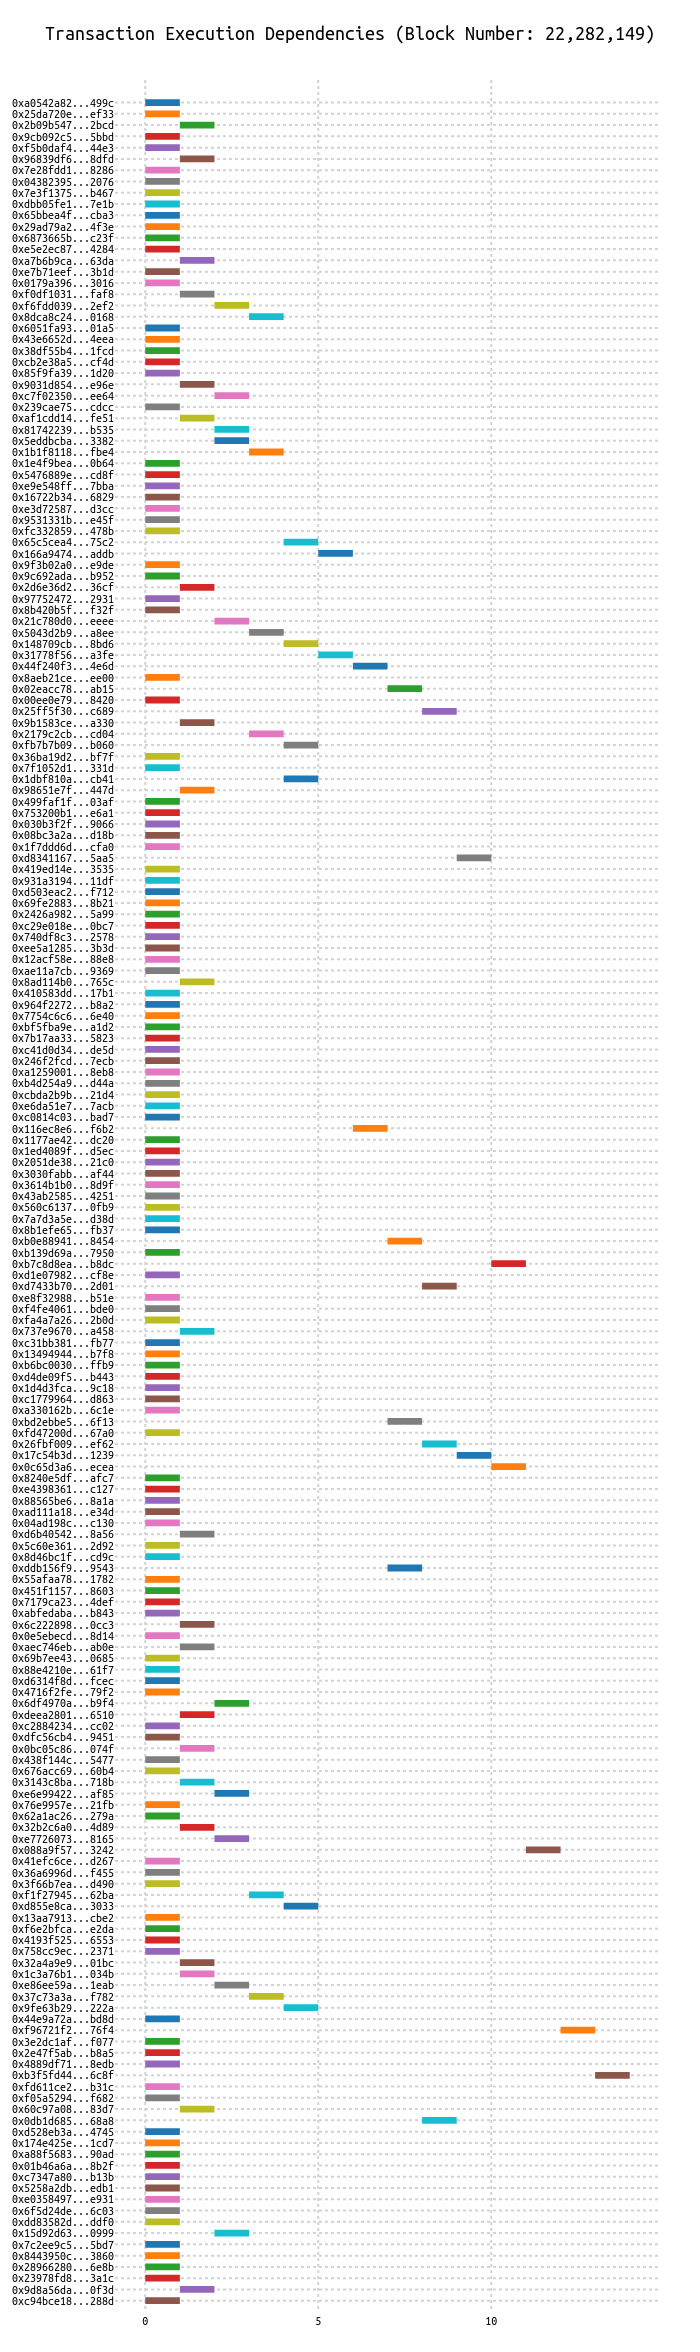 Transaction Execution Dependencies (Block Number: 22,282,149)
0xa0542a82...499c
0x25da720e...ef33
0x2b09b547...2bcd
0x9cb092c5...5bbd
0xf5b0daf4...44e3
0x96839df6...8dfd
0x7e28fdd1...8286
0x04382395...2076
0x7e3f1375...b467
0xdbb05fe1...7e1b
0x65bbea4f...cba3
0x29ad79a2...4f3e
0x6873665b...c23f
0xe5e2ec87...4284
0xa7b6b9ca...63da
0xe7b71eef...3b1d
0x0179a396...3016
0xf0df1031...faf8
0xf6fdd039...2ef2
0x8dca8c24...0168
0x6051fa93...01a5
0x43e6652d...4eea
0x38df55b4...1fcd
0xcb2e38a5...cf4d
0x85f9fa39...1d20
0x9031d854...e96e
0xc7f02350...ee64
0x239cae75...cdcc
0xaf1cdd14...fe51
0x81742239...b535
0x5eddbcba...3382
0x1b1f8118...fbe4
0x1e4f9bea...0b64
0x5476889e...cd8f
0xe9e548ff...7bba
0x16722b34...6829
0xe3d72587...d3cc
0x9531331b...e45f
0xfc332859...478b
0x65c5cea4...75c2
0x166a9474...addb
0x9f3b02a0...e9de
0x9c692ada...b952
0x2d6e36d2...36cf
0x97752472...2931
0x8b420b5f...f32f
0x21c780d0...eeee
0x5043d2b9...a8ee
0x148709cb...8bd6
0x31778f56...a3fe
0x44f240f3...4e6d
0x8aeb21ce...ee00
0x02eacc78...ab15
0x00ee0e79...8420
0x25ff5f30...c689
0x9b1583ce...a330
0x2179c2cb...cd04
0xfb7b7b09...b060
0x36ba19d2...bf7f
0x7f1052d1...331d
0x1dbf810a...cb41
0x98651e7f...447d
0x499faf1f...03af
0x753200b1...e6a1
0x030b3f2f...9066
0x08bc3a2a...d18b
0x1f7ddd6d...cfa0
0xd8341167...5aa5
0x419ed14e...3535
0x931a3194...11df
0xd503eac2...f712
0x69fe2883...8b21
0x2426a982...5a99
0xc29e018e...0bc7
0x740df8c3...2578
0xee5a1285...3b3d
0x12acf58e...88e8
0xae11a7cb...9369
0x8ad114b0...765c
0x410583dd...17b1
0x964f2272...b8a2
0x7754c6c6...6e40
0xbf5fba9e...a1d2
0x7b17aa33...5823
0xc41d0d34...de5d
0x246f2fcd...7ecb
0xa1259001...8eb8
0xb4d254a9...d44a
0xcbda2b9b...21d4
0xe6da51e7...7acb
0xc0814c03...bad7
0x116ec8e6...f6b2
0x1177ae42...dc20
0x1ed4089f...d5ec
0x2051de38...21c0
0x3030fabb...af44
0x3614b1b0...8d9f
0x43ab2585...4251
0x560c6137...0fb9
0x7a7d3a5e...d38d
0x8b1efe65...fb37
0xb0e88941...8454
0xb139d69a...7950
0xb7c8d8ea...b8dc
0xd1e07982...cf8e
0xd7433b70...2d01
0xe8f32988...b51e
0xf4fe4061...bde0
0xfa4a7a26...2b0d
0x737e9670...a458
0xc31bb381...fb77
0x13494944...b7f8
0xb6bc0030...ffb9
0xd4de09f5...b443
0x1d4d3fca...9c18
0xc1779964...d863
0xa330162b...6c1e
0xbd2ebbe5...6f13
0xfd47200d...67a0
0x26fbf009...ef62
0x17c54b3d...1239
0x0c65d3a6...ecea
0x8240e5df...afc7
0xe4398361...c127
0x88565be6...8a1a
0xad111a18...e34d
0x04ad198c...c130
0xd6b40542...8a56
0x5c60e361...2d92
0x8d46bc1f...cd9c
0xddb156f9...9543
0x55afaa78...1782
0x451f1157...8603
0x7179ca23...4def
0xabfedaba...b843
0x6c222898...0cc3
0x0e5ebecd...8d14
0xaec746eb...ab0e
0x69b7ee43...0685
0x88e4210e...61f7
0xd6314f8d...fcec
0x4716f2fe...79f2
0x6df4970a...b9f4
0xdeea2801...6510
0xc2884234...cc02
0xdfc56cb4...9451
0x0bc05c86...074f
0x438f144c...5477
0x676acc69...60b4
0x3143c8ba...718b
0xe6e99422...af85
0x76e9957e...21fb
0x62a1ac26...279a
0x32b2c6a0...4d89
0xe7726073...8165
0x088a9f57...3242
0x41efc6ce...d267
0x36a6996d...f455
0x3f66b7ea...d490
0xf1f27945...62ba
0xd855e8ca...3033
0x13aa7913...cbe2
0xf6e2bfca...e2da
0x4193f525...6553
0x758cc9ec...2371
0x32a4a9e9...01bc
0x1c3a76b1...034b
0xe86ee59a...1eab
0x37c73a3a...f782
0x9fe63b29...222a
0x44e9a72a...bd8d
0xf96721f2...76f4
0x3e2dc1af...f077
0x2e47f5ab...b8a5
0x4889df71...8edb
0xb3f5fd44...6c8f
0xfd611ce2...b31c
0xf05a5294...f682
0x60c97a08...83d7
0x0db1d685...68a8
0xd528eb3a...4745
0x174e425e...1cd7
0xa88f5683...90ad
0x01b46a6a...8b2f
0xc7347a80...b13b
0x5258a2db...edb1
0xe0358497...e931
0x6f5d24de...6c03
0xdd83582d...ddf0
0x15d92d63...0999
0x7c2ee9c5...5bd7
0x8443950c...3860
0x28966280...6e8b
0x23978fd8...3a1c
0x9d8a56da...0f3d
0xc94bce18...288d
0 5 10